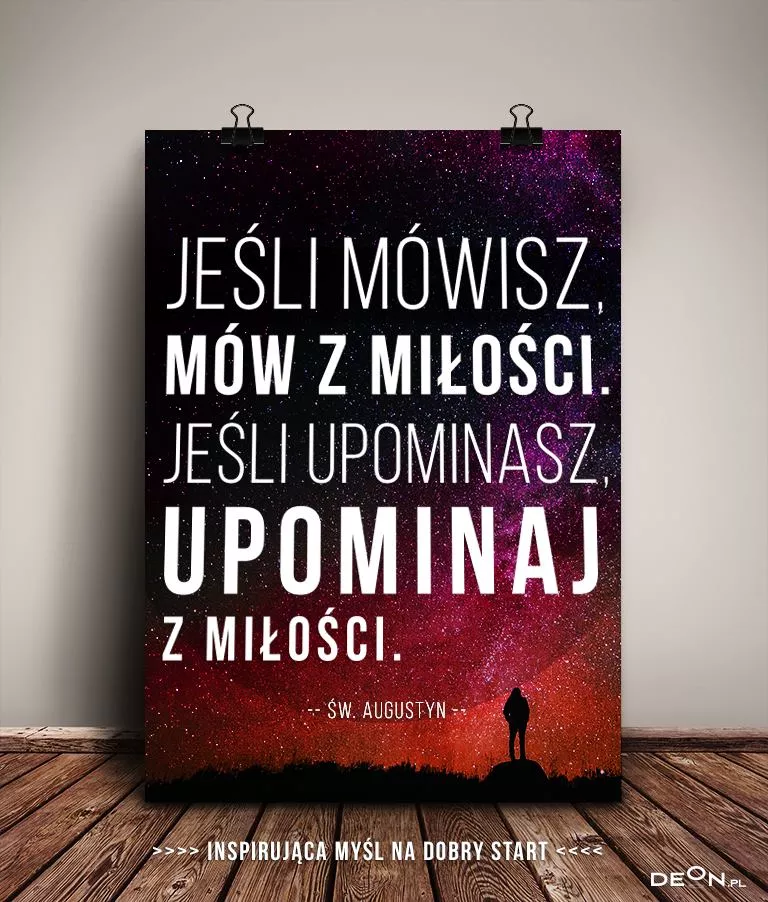 JEŚLI MÓWISZ,
MÓW Z MIŁOŚCI.
JEŚLI UPOMINASZ,
UPOMINAJ
Z MIŁOŚCI.
-- ŚW. AUGUSTYN --
>>>> INSPIRUJĄCA MYŚL NA DOBRY START <<<<
DEON.PL